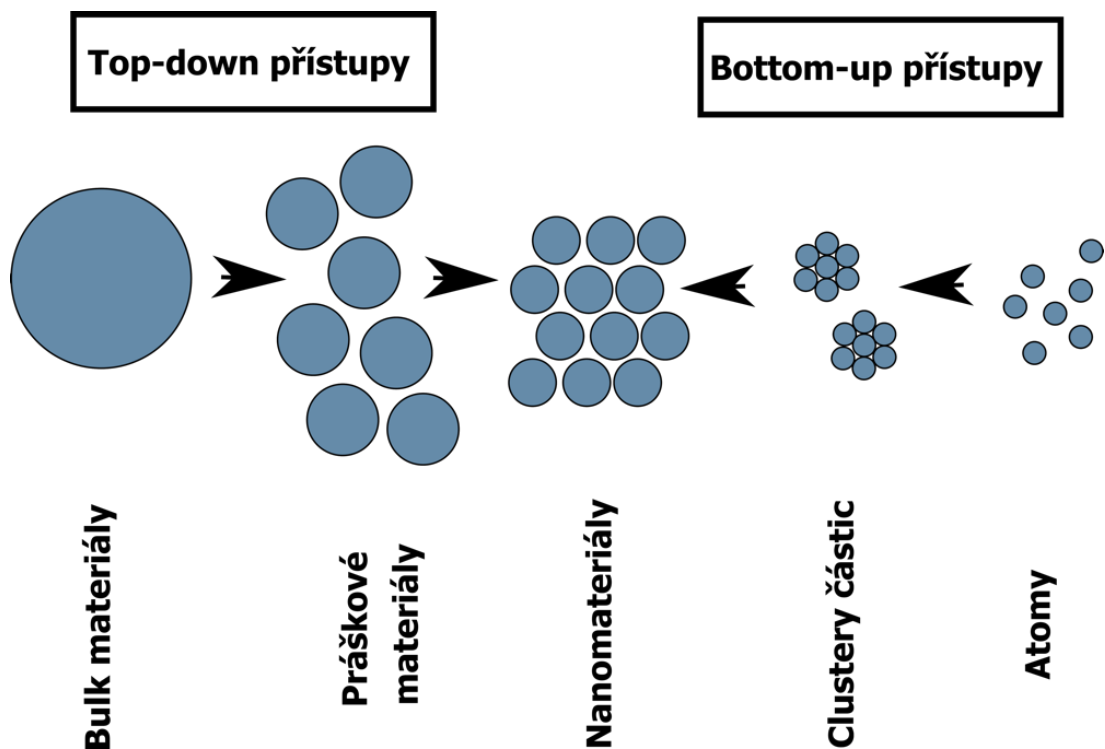 Top-down přístupy
Bottom-up přístupy
Bulk materiály
Práškové
materiály
Nanomateriály
Clustery částic
Atomy